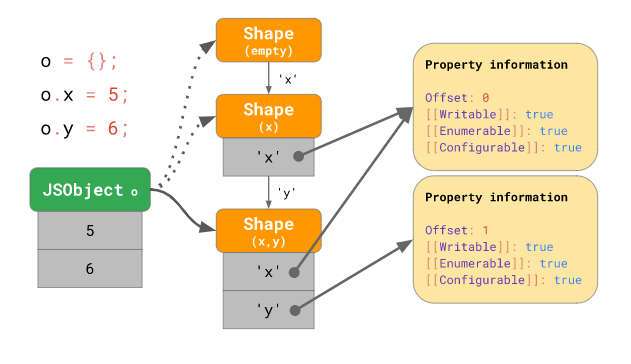 o = {};
o.x = 5;
o.y = 6;
JSObject o
5
6
Shape
(empty)
'x'
Shape
(x)
'x'
'y'
Shape
(x,y)
'x'
'y'
Property information
Offset: 0
[[Writable]]: true
[[Enumerable]]: true
[[Configurable]]: true
Property information
Offset: 1
[[Writable]]: true
[[Enumerable]]: true
[[Configurable]]: true